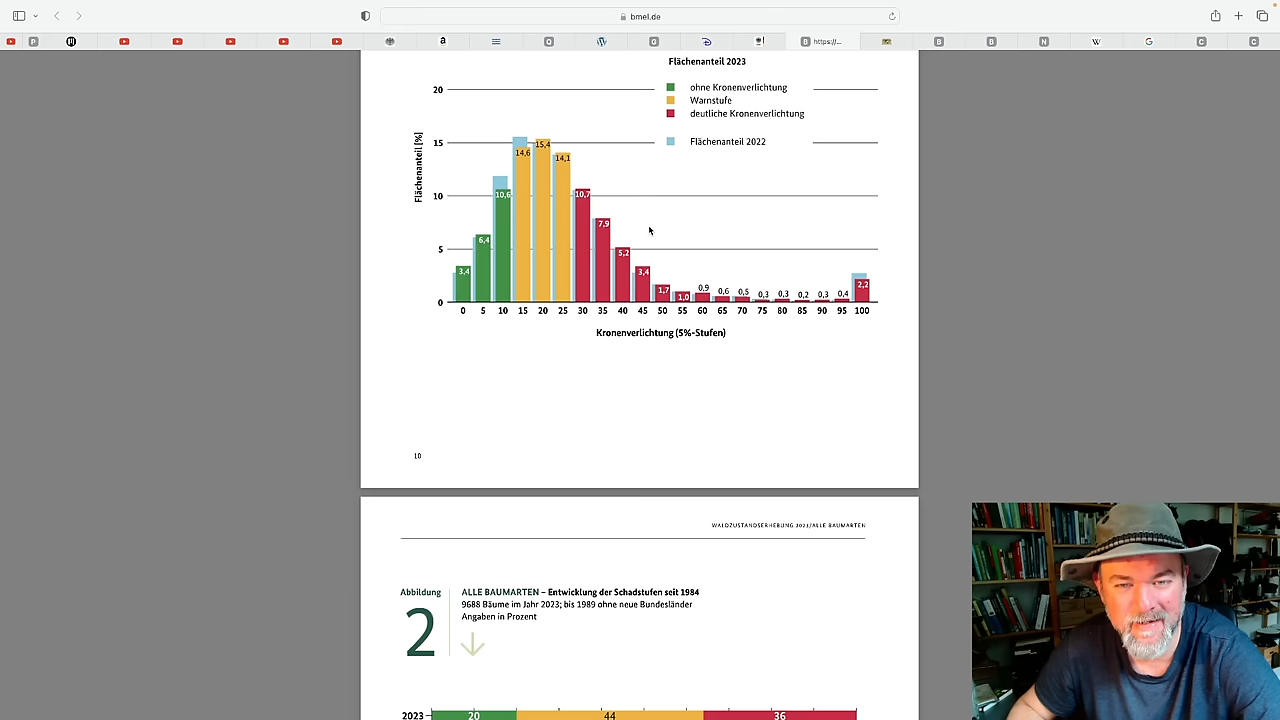 bmel.de
https://...
Flächenanteil 2023
ohne Kronenverlichtung
Warnstufe
deutliche Kronenverlichtung
Flächenanteil 2022
Flächenanteil [%]
20
15
10
5
0
3,4
6,4
10,6
14,6
15,4
14,1
10,7
7,9
5,2
3,4
1,7
1,0
0,9
0,6
0,5
0,3
0,3
0,2
0,3
0,4
2,2
0 5 10 15 20 25 30 35 40 45 50 55 60 65 70 75 80 85 90 95 100
Kronenverlichtung (5%-Stufen)
10
WALDZUSTANDSERHEBUNG 2023/ALLE BAUMARTEN
Abbildung
2
ALLE BAUMARTEN – Entwicklung der Schadstufen seit 1984
9688 Bäume im Jahr 2023; bis 1989 ohne neue Bundesländer
Angaben in Prozent
2023
20
44
36